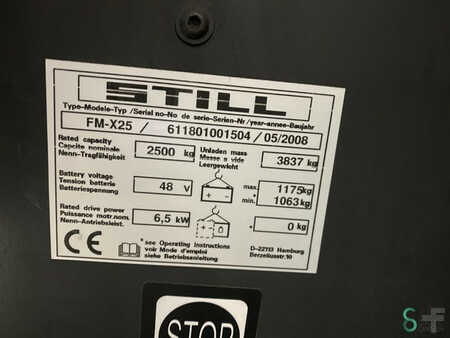 STILL
Type-Modele-Typ /Serial no-No de serie-Serien-Nr/year-annee-Baujahr
FM-X25 / 611801001504 / 05/2008
Rated capacity
Capcite nominale
Nenn-Tragfähigkeit
2500 kg
Unladen mass
Masse a vide
Leergewicht
3837 kg
Battery voltage
Tension batterie
Batteriespannung
48 V
max. 1175 kg
min. 1063 kg
Rated drive power
Puissance motr.nom.
Nenn-Antriebsleist.
6,5 kW
* 0 kg
CE
*see Operating Instructions
voir Mode d'emploi
siehe Betriebsanleitung
D-22113 Hamburg
Berzeliusstr.10
STOP